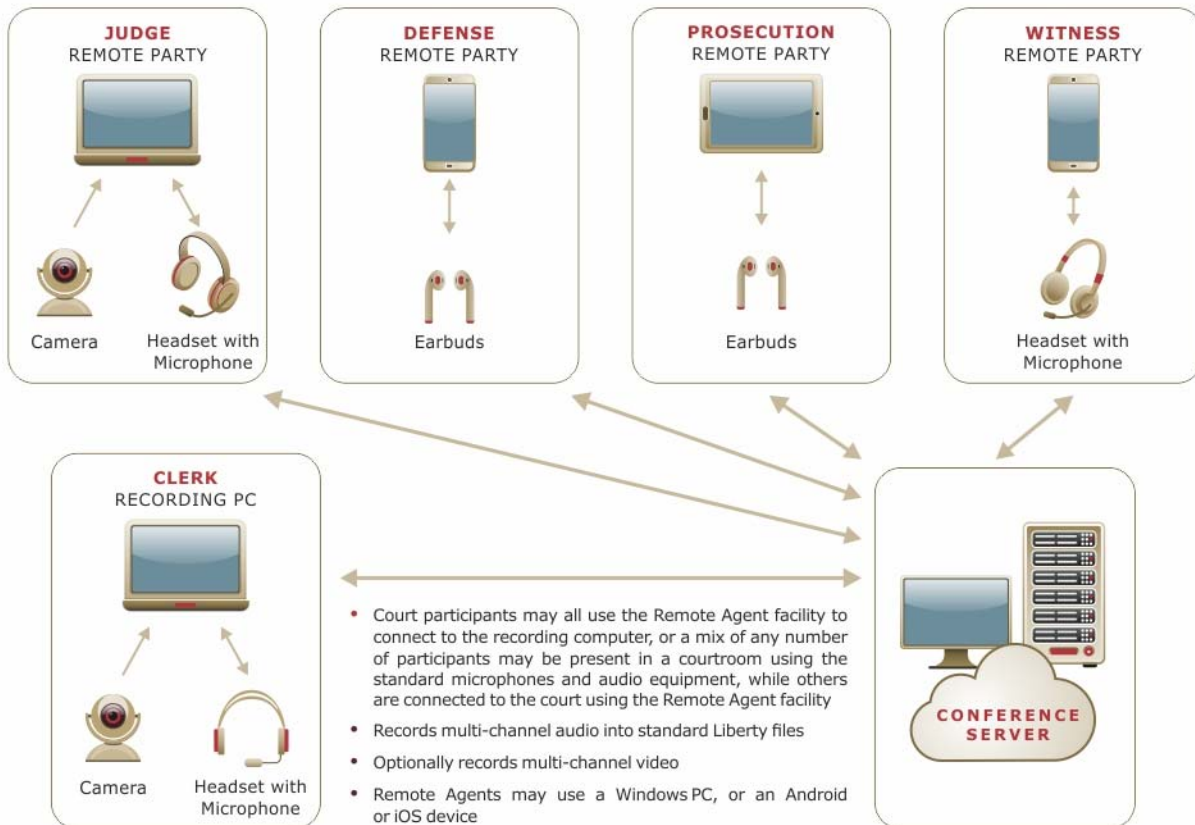 JUDGE
REMOTE PARTY
Camera
Headset with
Microphone
DEFENSE
REMOTE PARTY
Earbuds
PROSECUTION
REMOTE PARTY
Earbuds
WITNESS
REMOTE PARTY
Headset with
Microphone
CLERK
RECORDING PC
Camera
Headset with
Microphone
• Court participants may all use the Remote Agent facility to
connect to the recording computer, or a mix of any number
of participants may be present in a courtroom using the
standard microphones and audio equipment, while others
are connected to the court using the Remote Agent facility
• Records multi-channel audio into standard Liberty files
• Optionally records multi-channel video
• Remote Agents may use a Windows PC, or an Android
or iOS device
CONFERENCE
SERVER